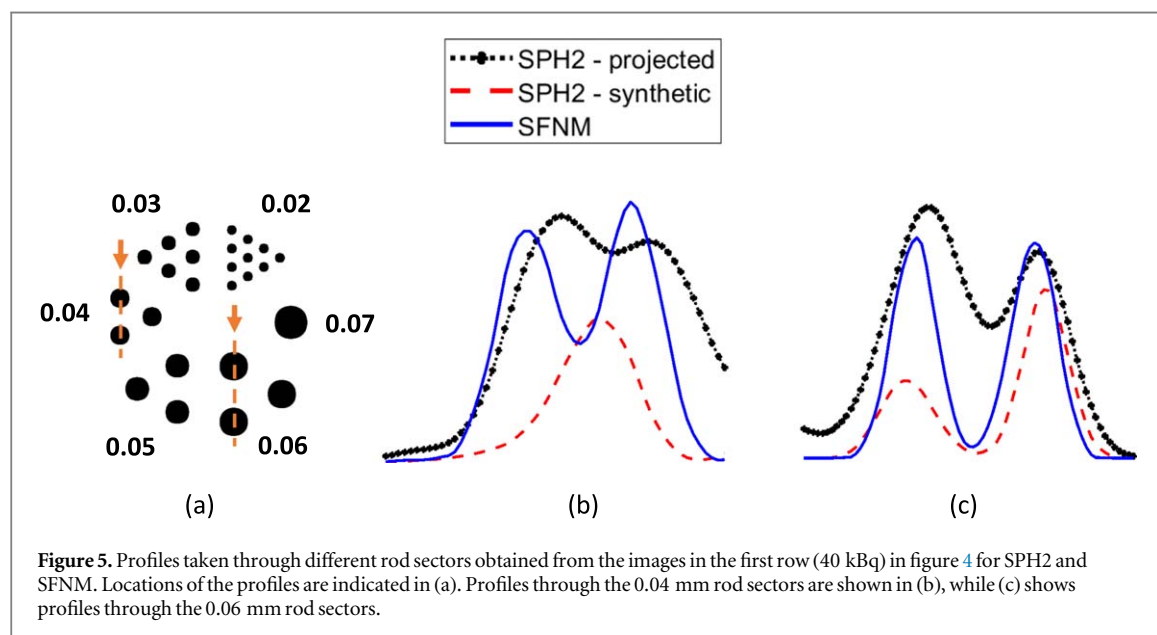 SPH2 - projected
SPH2 - synthetic
SFNM
0.03
0.02
0.04
0.07
0.05
0.06
(a)
(b)
(c)
Figure 5. Profiles taken through different rod sectors obtained from the images in the first row (40 kBq) in figure 4 for SPH2 and
SFNM. Locations of the profiles are indicated in (a). Profiles through the 0.04 mm rod sectors are shown in (b), while (c) shows
profiles through the 0.06 mm rod sectors.